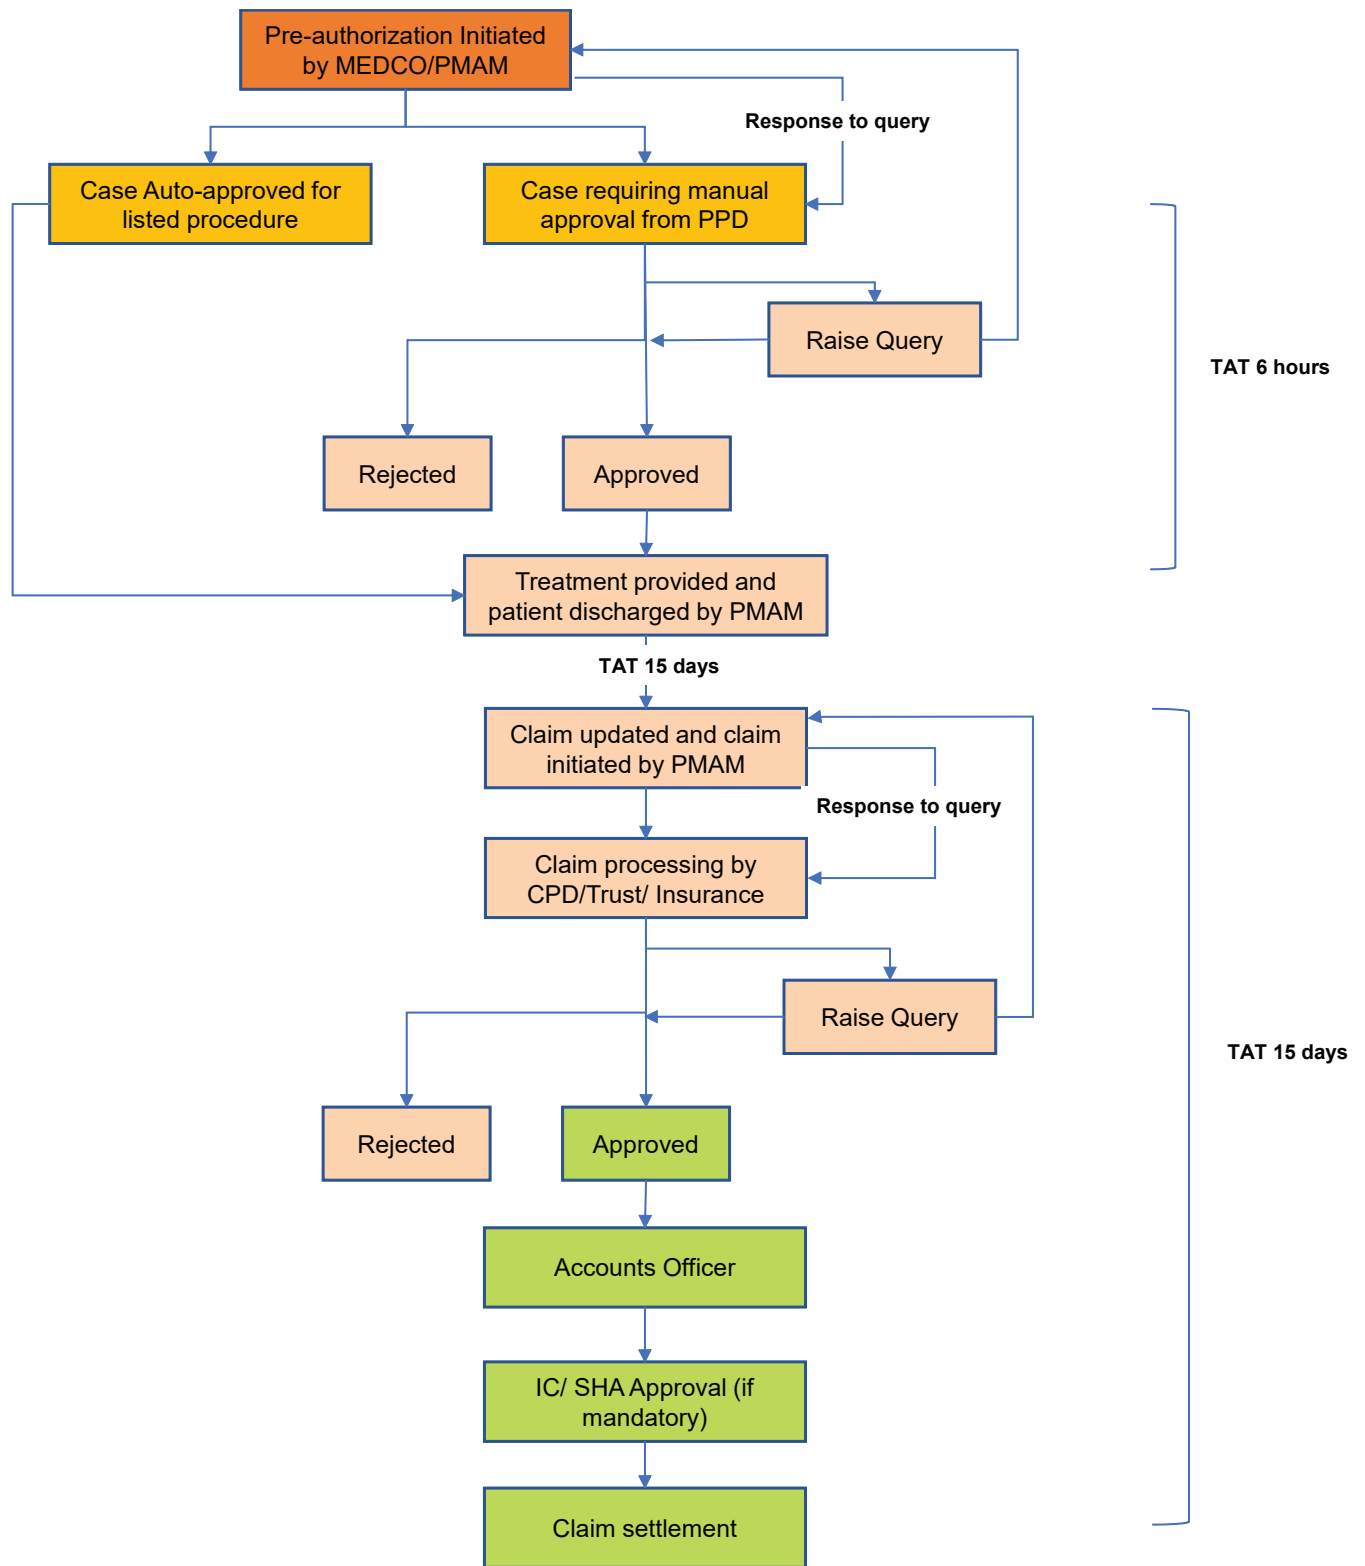 Pre-authorization Initiated
by MEDCO/PMAM
Response to query
Case Auto-approved for
listed procedure
Case requiring manual
approval from PPD
Raise Query
TAT 6 hours
Rejected
Approved
Treatment provided and
patient discharged by PMAM
TAT 15 days
Claim updated and claim
initiated by PMAM
Response to query
Claim processing by
CPD/Trust/ Insurance
Raise Query
TAT 15 days
Rejected
Approved
Accounts Officer
IC/ SHA Approval (if
mandatory)
Claim settlement